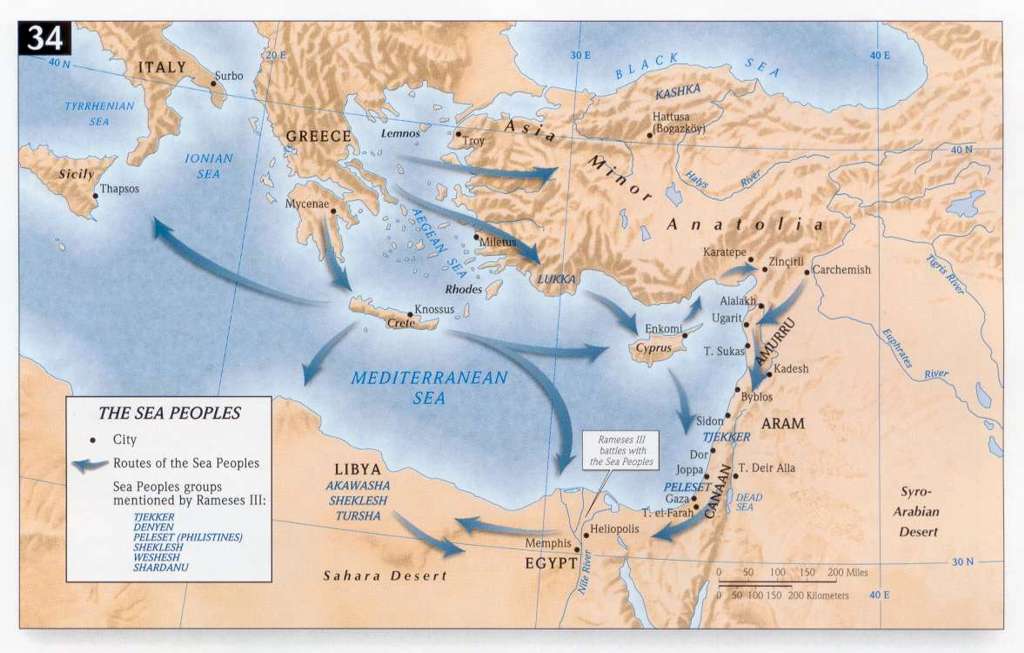 34
40 N
20 E
30 E
40 E
ITALY
Surbo
BLACK SEA
KASHKA
TYRRHENIAN
SEA
Hattusa
(Bogazköy)
GREECE
Lemnos
Troy
Asia Minor
40 N
IONIAN
SEA
Sicily
Thapsos
Halys River
Mycenae
AEGEAN SEA
Anatolia
Miletus
Karatepe
Zinçirli
Carchemish
Tigris River
LUKKA
Rhodes
Alalakh
Knossus
Crete
Ugarit
Enkomi
Cyprus
T. Sukas
AMURRU
Euphrates River
Kadesh
MEDITERRANEAN
SEA
Byblos
Sidon
ARAM
TJEKKER
THE SEA PEOPLES
City
Routes of the Sea Peoples
Sea Peoples groups
mentioned by Rameses III:
TJEKKER
DENYEN
PELESET (PHILISTINES)
SHEKLESH
WESHESH
SHARDANU
Rameses III
battles with
the Sea Peoples
Dor
Joppa
T. Deir Alla
LIBYA
AKAWASHA
SHEKLESH
TURSHA
PELESET
CANAAN
Gaza
T. el-Farah
DEAD
SEA
Syro-
Arabian
Desert
Heliopolis
Memphis
EGYPT
Nile River
Sahara Desert
30 N
0 50 100 200 Miles
0 50 100 150 200 Kilometers
40 E